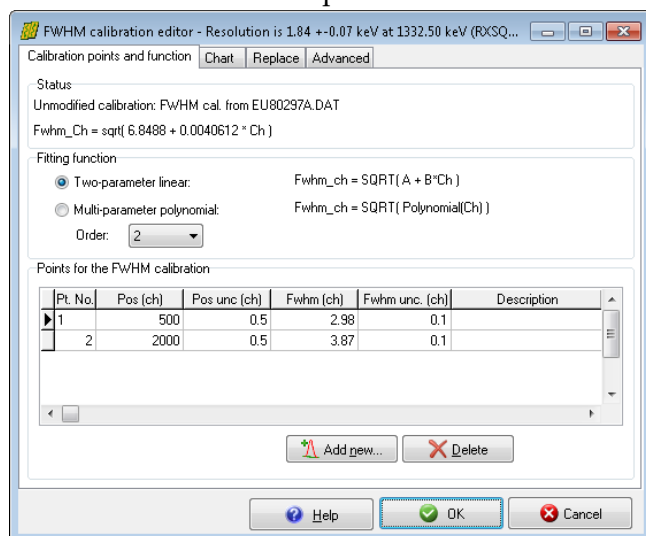 FWHM calibration editor - Resolution is 1.84 +-0.07 keV at 1332.50 keV (RXSQ...
Calibration points and function Chart Replace Advanced
Status
Unmodified calibration: FWHM cal. from EU80297A.DAT
Fwhm_Ch = sqrt( 6.8488 + 0.0040612 * Ch )
Fitting function
Two-parameter linear: Fwhm_ch = SQRT( A + B*Ch )
Multi-parameter polynomial: Fwhm_ch = SQRT( Polynomial(Ch) )
Order: 2
Points for the FWHM calibration
Pt. No. Pos (ch) Pos unc (ch) Fwhm (ch) Fwhm unc. (ch) Description
1 500 0.5 2.98 0.1
2 2000 0.5 3.87 0.1
Add new... Delete
Help OK Cancel